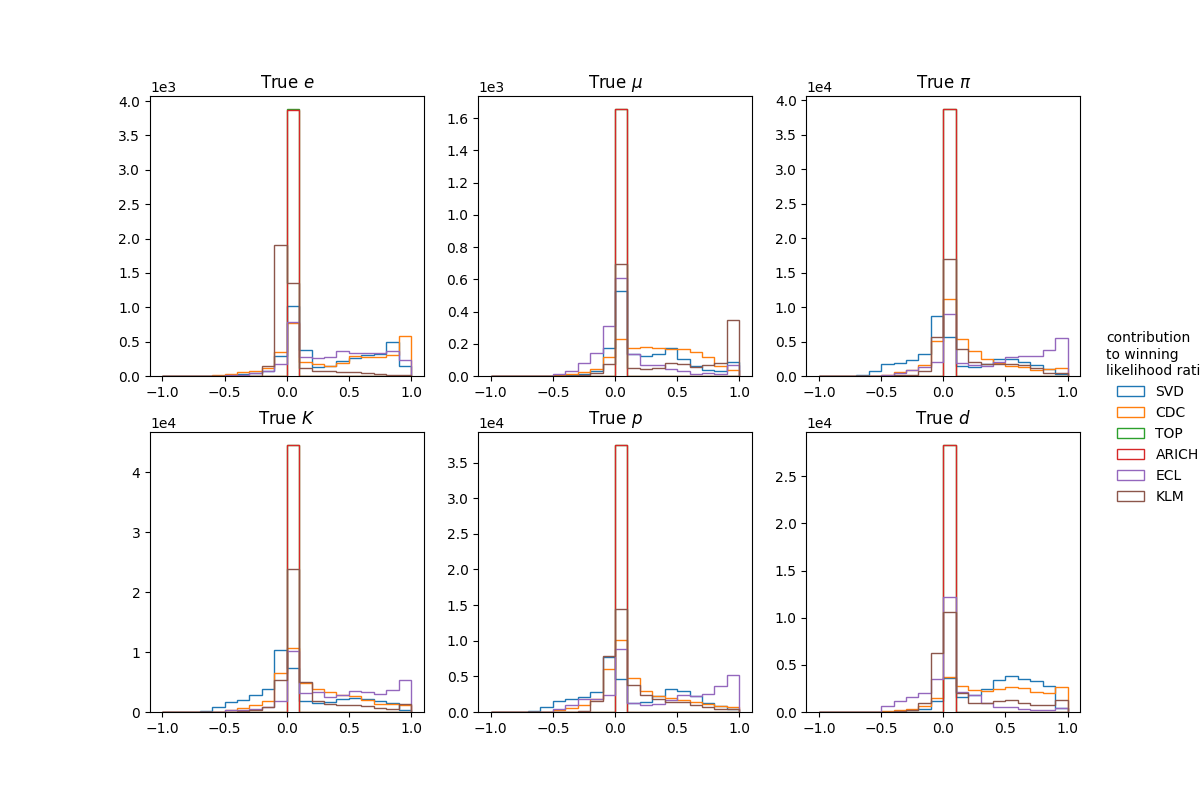 True e
1e3
4.0
3.5
3.0
2.5
2.0
1.5
1.0
0.5
0.0
−1.0 −0.5 0.0 0.5 1.0
True μ
1e3
1.6
1.4
1.2
1.0
0.8
0.6
0.4
0.2
0.0
−1.0 −0.5 0.0 0.5 1.0
True π
1e4
4.0
3.5
3.0
2.5
2.0
1.5
1.0
0.5
0.0
−1.0 −0.5 0.0 0.5 1.0
True K
1e4
4
3
2
1
0
−1.0 −0.5 0.0 0.5 1.0
True p
1e4
3.5
3.0
2.5
2.0
1.5
1.0
0.5
0.0
−1.0 −0.5 0.0 0.5 1.0
True d
1e4
2.5
2.0
1.5
1.0
0.5
0.0
−1.0 −0.5 0.0 0.5 1.0
contribution
to winning
likelihood rati
SVD
CDC
TOP
ARICH
ECL
KLM